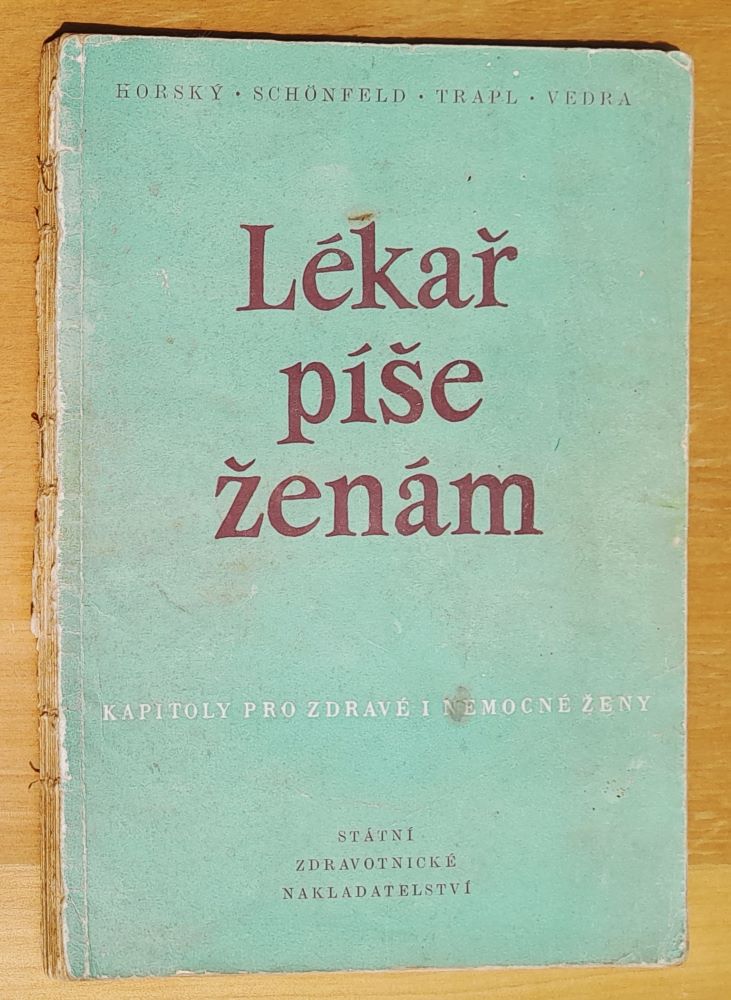 HORSKÝ · SCHÖNFELD · TRAPL · VEDRA
Lékař
píše
ženám
KAPITOLY PRO ZDRAVÉ I NEMOCNÉ ŽENY
STÁTNÍ
ZDRAVOTNICKÉ
NAKLADATELSTVÍ